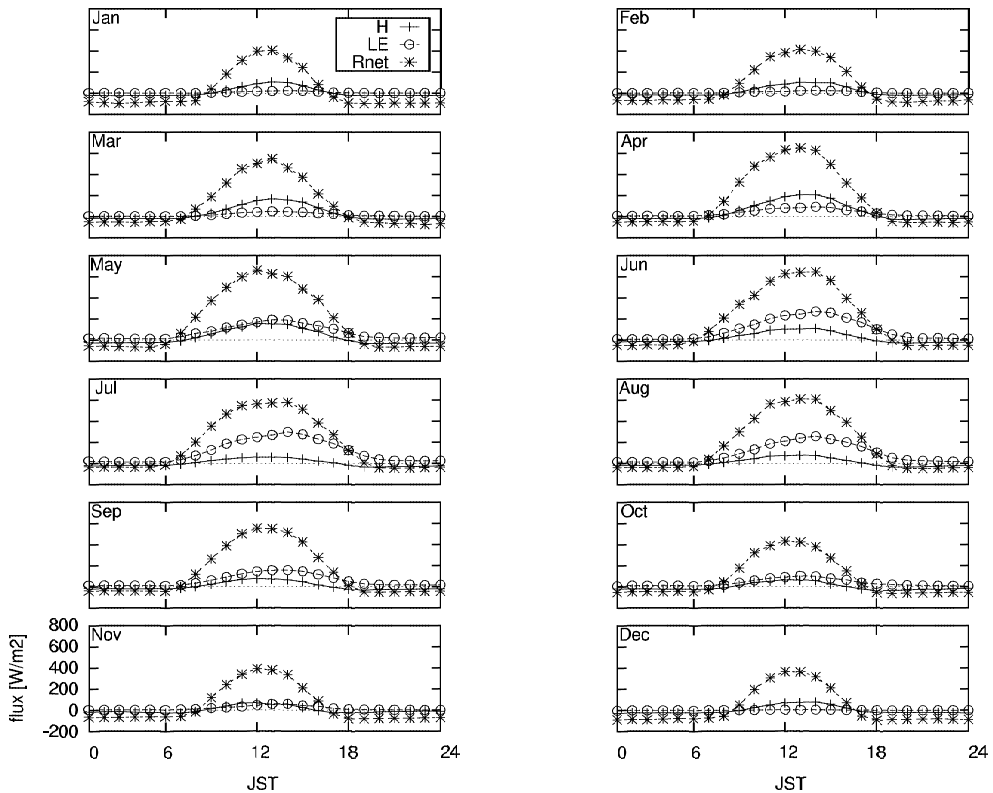 Jan
H
LE
Rnet
Feb
Mar
Apr
May
Jun
Jul
Aug
Sep
Oct
Nov
Dec
flux [W/m2]
800
600
400
200
0
-200
0 6 12 18 24
0 6 12 18 24
JST
JST